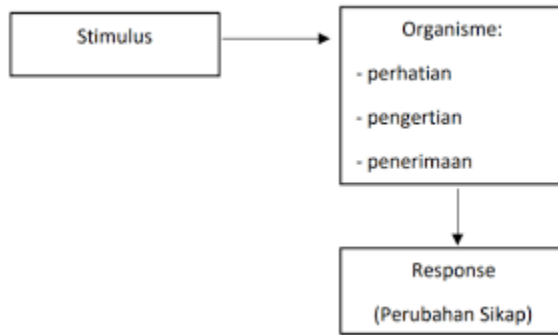 Stimulus
Organisme:
- perhatian
- pengertian
- penerimaan
Response
(Perubahan Sikap)